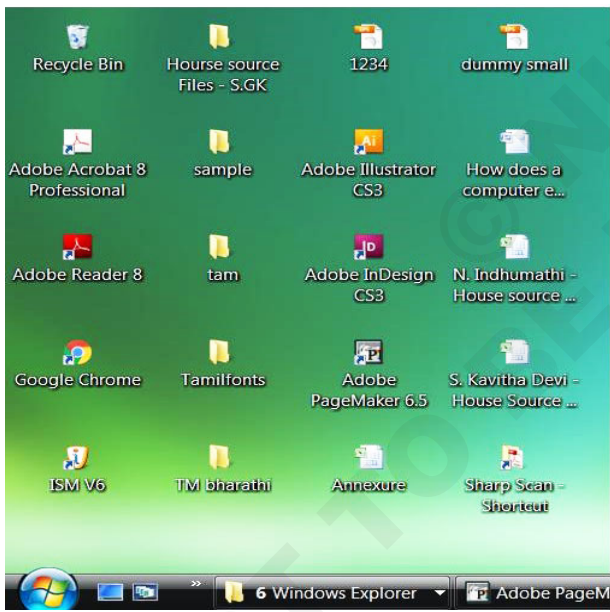 Recycle Bin
Hourse source
Files - S.GK
1234
dummy small
Adobe Acrobat 8
Professional
sample
Adobe Illustrator
CS3
How does a
computer e...
Adobe Reader 8
tam
Adobe InDesign
CS3
N. Indhumathi -
House source ...
Google Chrome
Tamilfonts
Adobe
PageMaker 6.5
S. Kavitha Devi -
House Source ...
ISM V6
TM bharathi
Annexure
Sharp Scan -
Shortcut
6 Windows Explorer
Adobe PageM